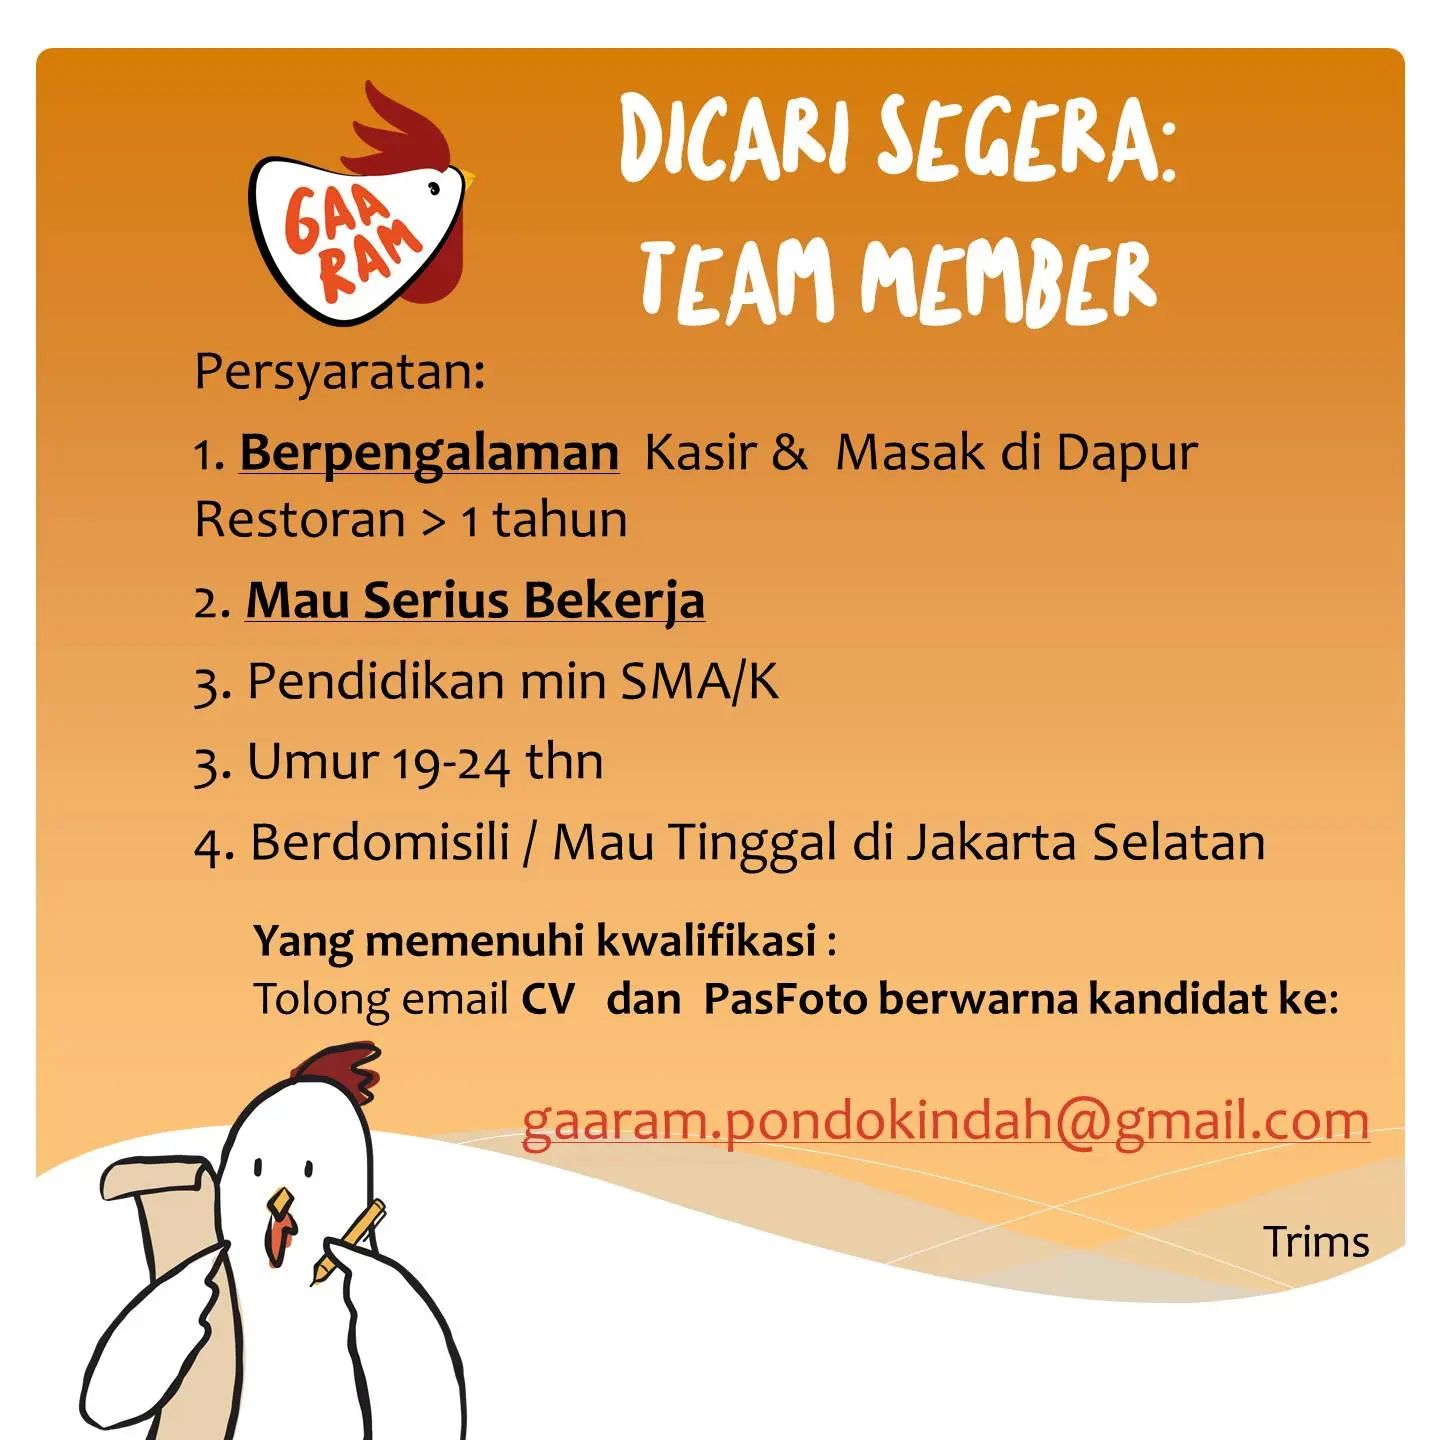 GAA
RAM
DICARI SEGERA:
TEAM MEMBER
Persyaratan:
1. Berpengalaman Kasir & Masak di Dapur
Restoran > 1 tahun
2. Mau Serius Bekerja
3. Pendidikan min SMA/K
3. Umur 19-24 thn
4. Berdomisili / Mau Tinggal di Jakarta Selatan
Yang memenuhi kwalifikasi :
Tolong email CV dan PasFoto berwarna kandidat ke:
gaaram.pondokindah@gmail.com
Trims